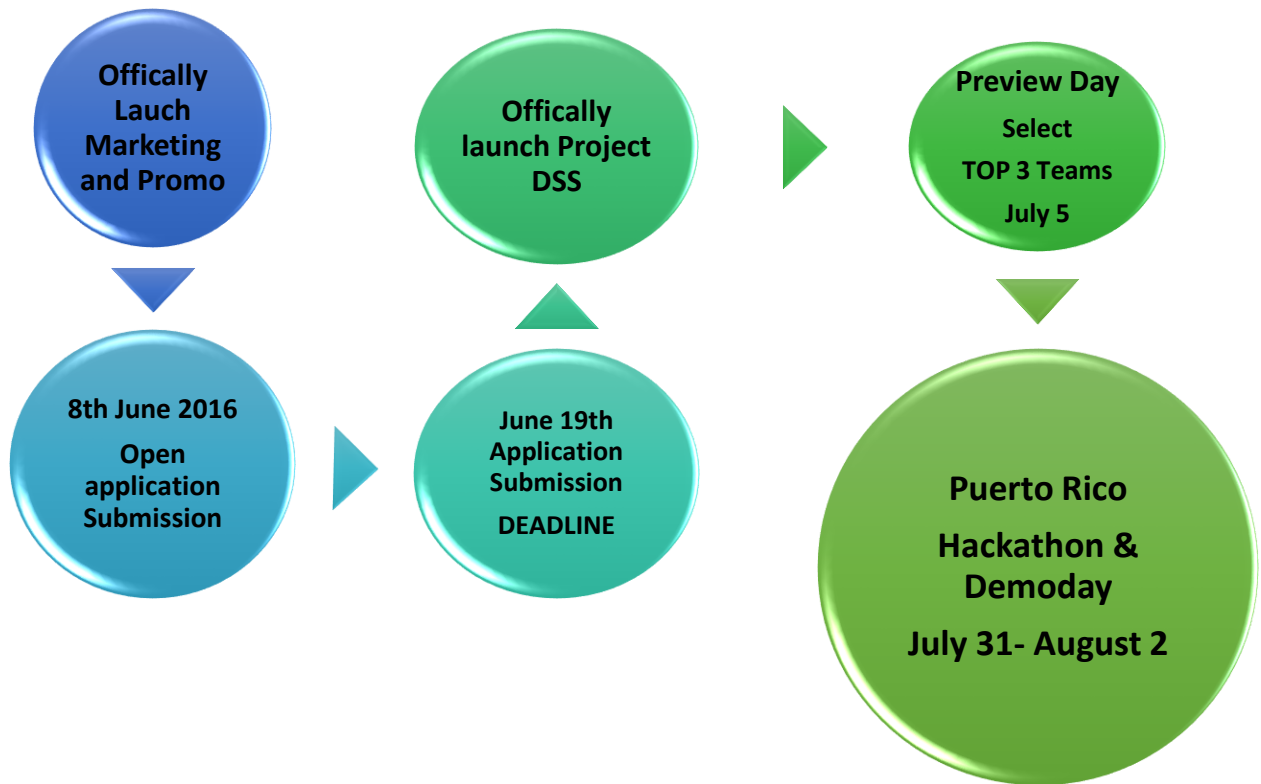 Offically
Lauch
Marketing
and Promo
8th June 2016
Open
application
Submission
June 19th
Application
Submission
DEADLINE
Offically
launch Project
DSS
Preview Day
Select
TOP 3 Teams
July 5
Puerto Rico
Hackathon &
Demoday
July 31- August 2